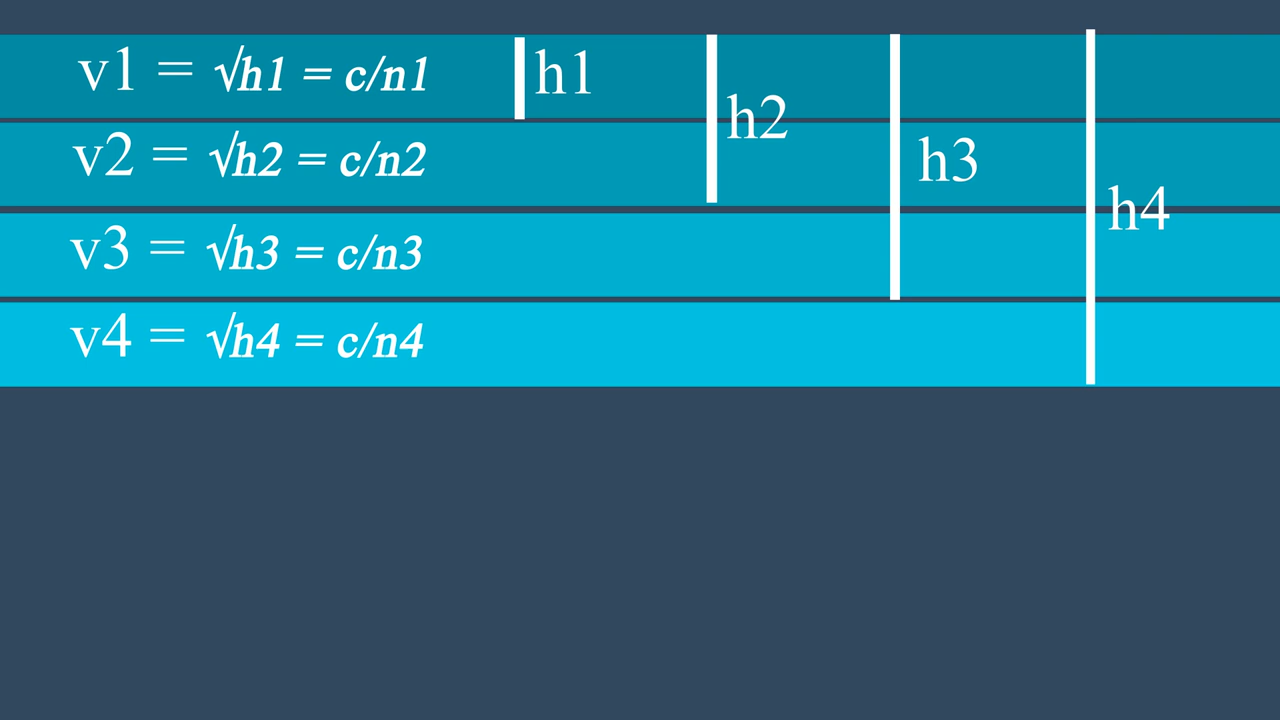 v1 = √h1 = c/n1
h1
h2
v2 = √h2 = c/n2
h3
h4
v3 = √h3 = c/n3
v4 = √h4 = c/n4